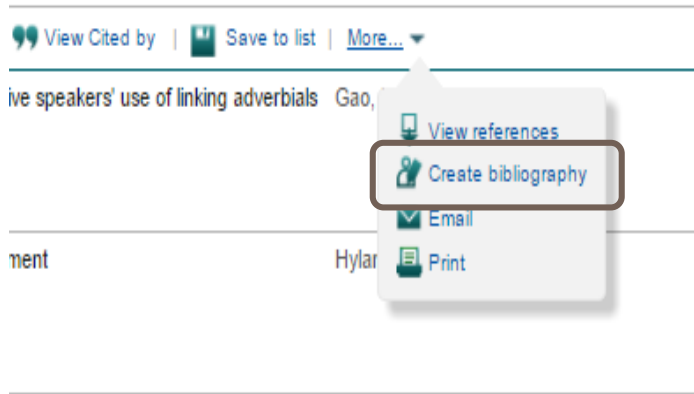 View Cited by | Save to list | More...
ive speakers' use of linking adverbials Gao,
View references
Create bibliography
Email
ment Hylan
Print